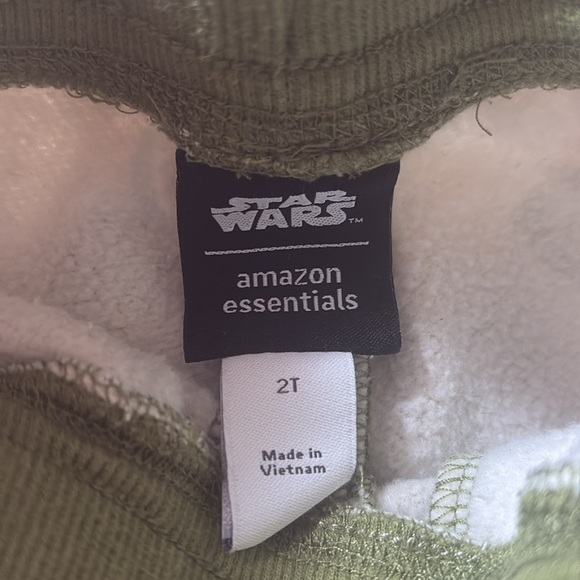 STAR
WARS™
amazon
essentials
2T
Made in
Vietnam